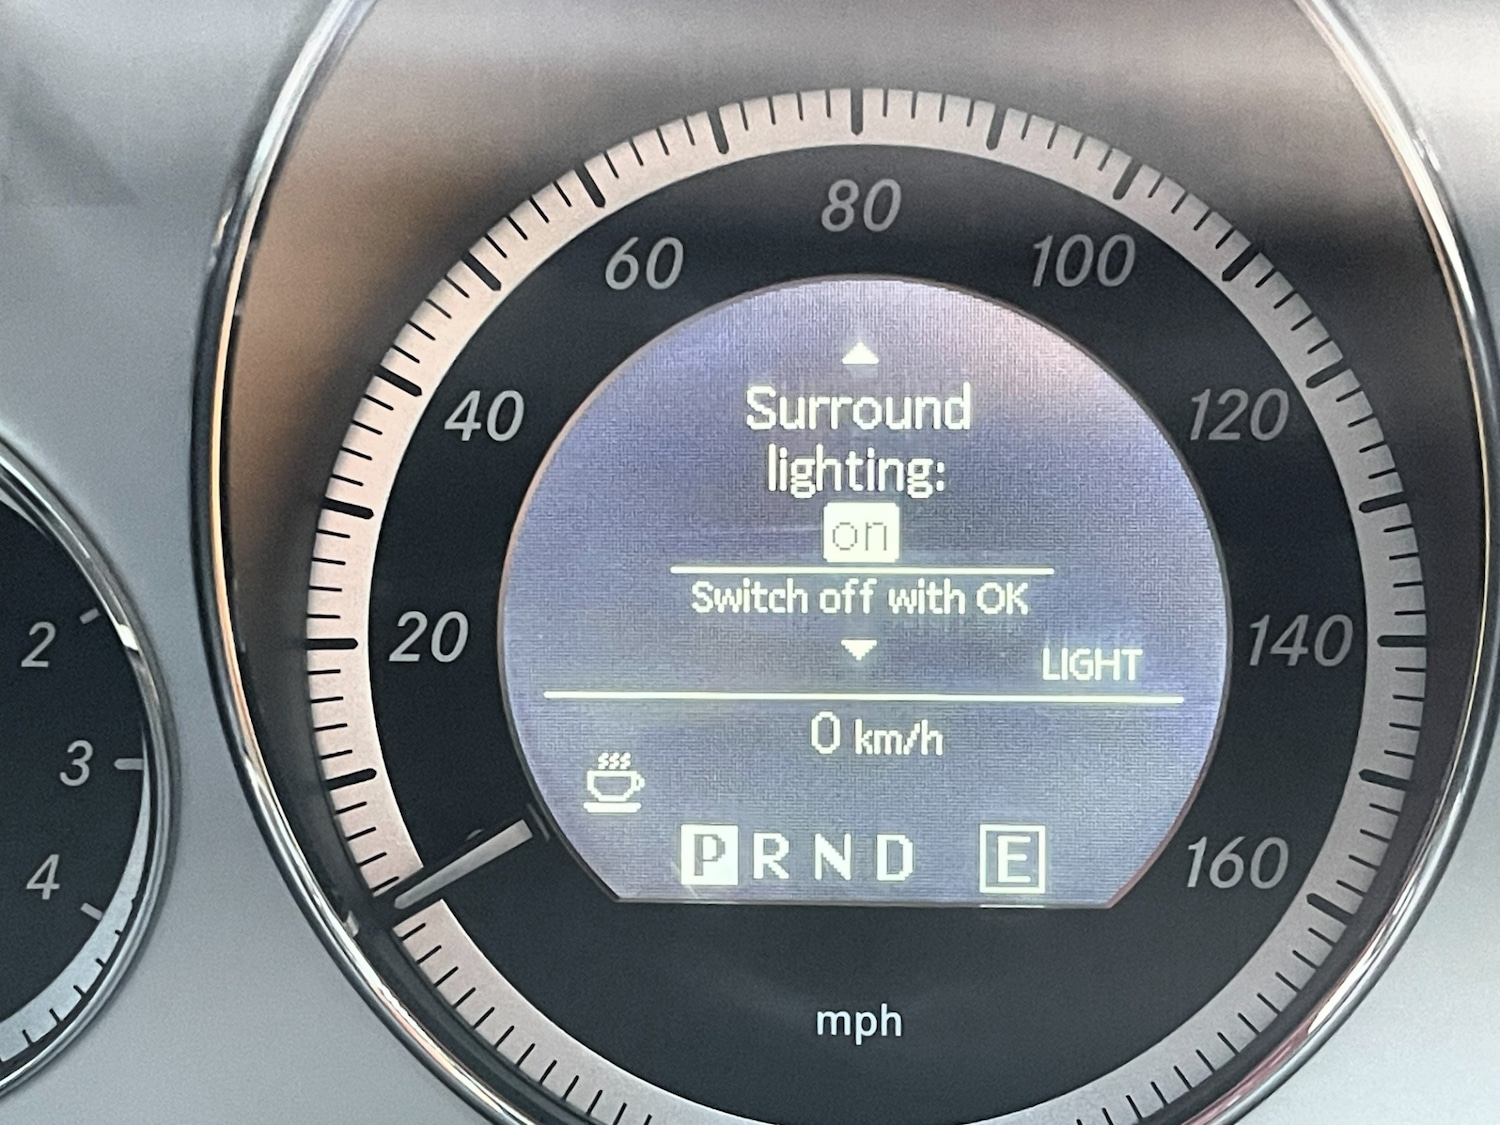 80
60
100
40
120
20
140
160
Surround
lighting:
on
Switch off with OK
LIGHT
0 km/h
P R N D E
mph
2
3
4